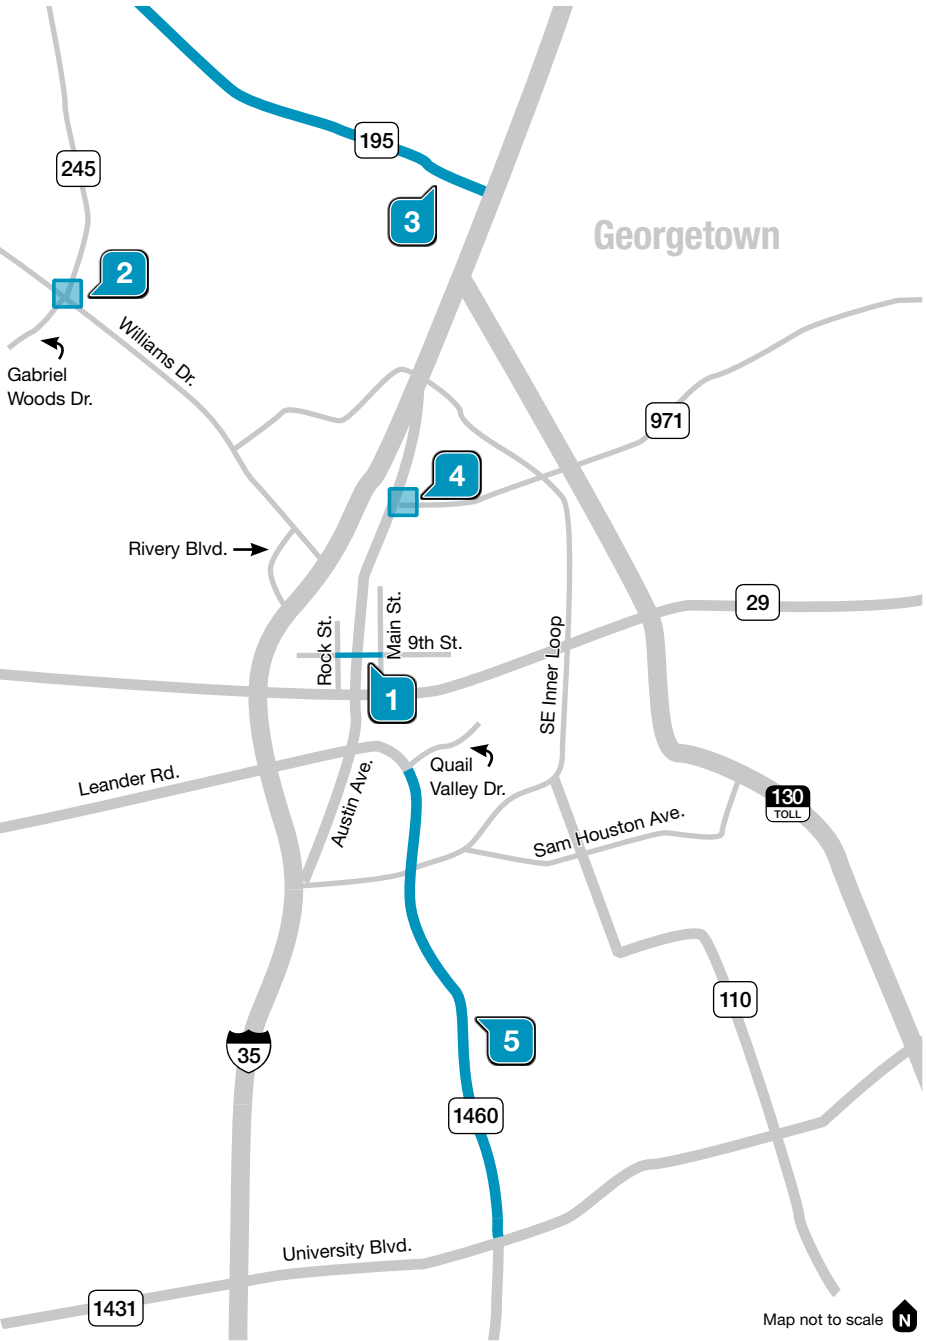 195
245
3
Georgetown
2
Williams Dr.
Gabriel
Woods Dr.
971
4
Rivery Blvd.
29
Rock St.
Main St.
9th St.
SE Inner Loop
1
Quail
Valley Dr.
Leander Rd.
Austin Ave.
130
TOLL
Sam Houston Ave.
110
5
35
1460
University Blvd.
1431
Map not to scale
N